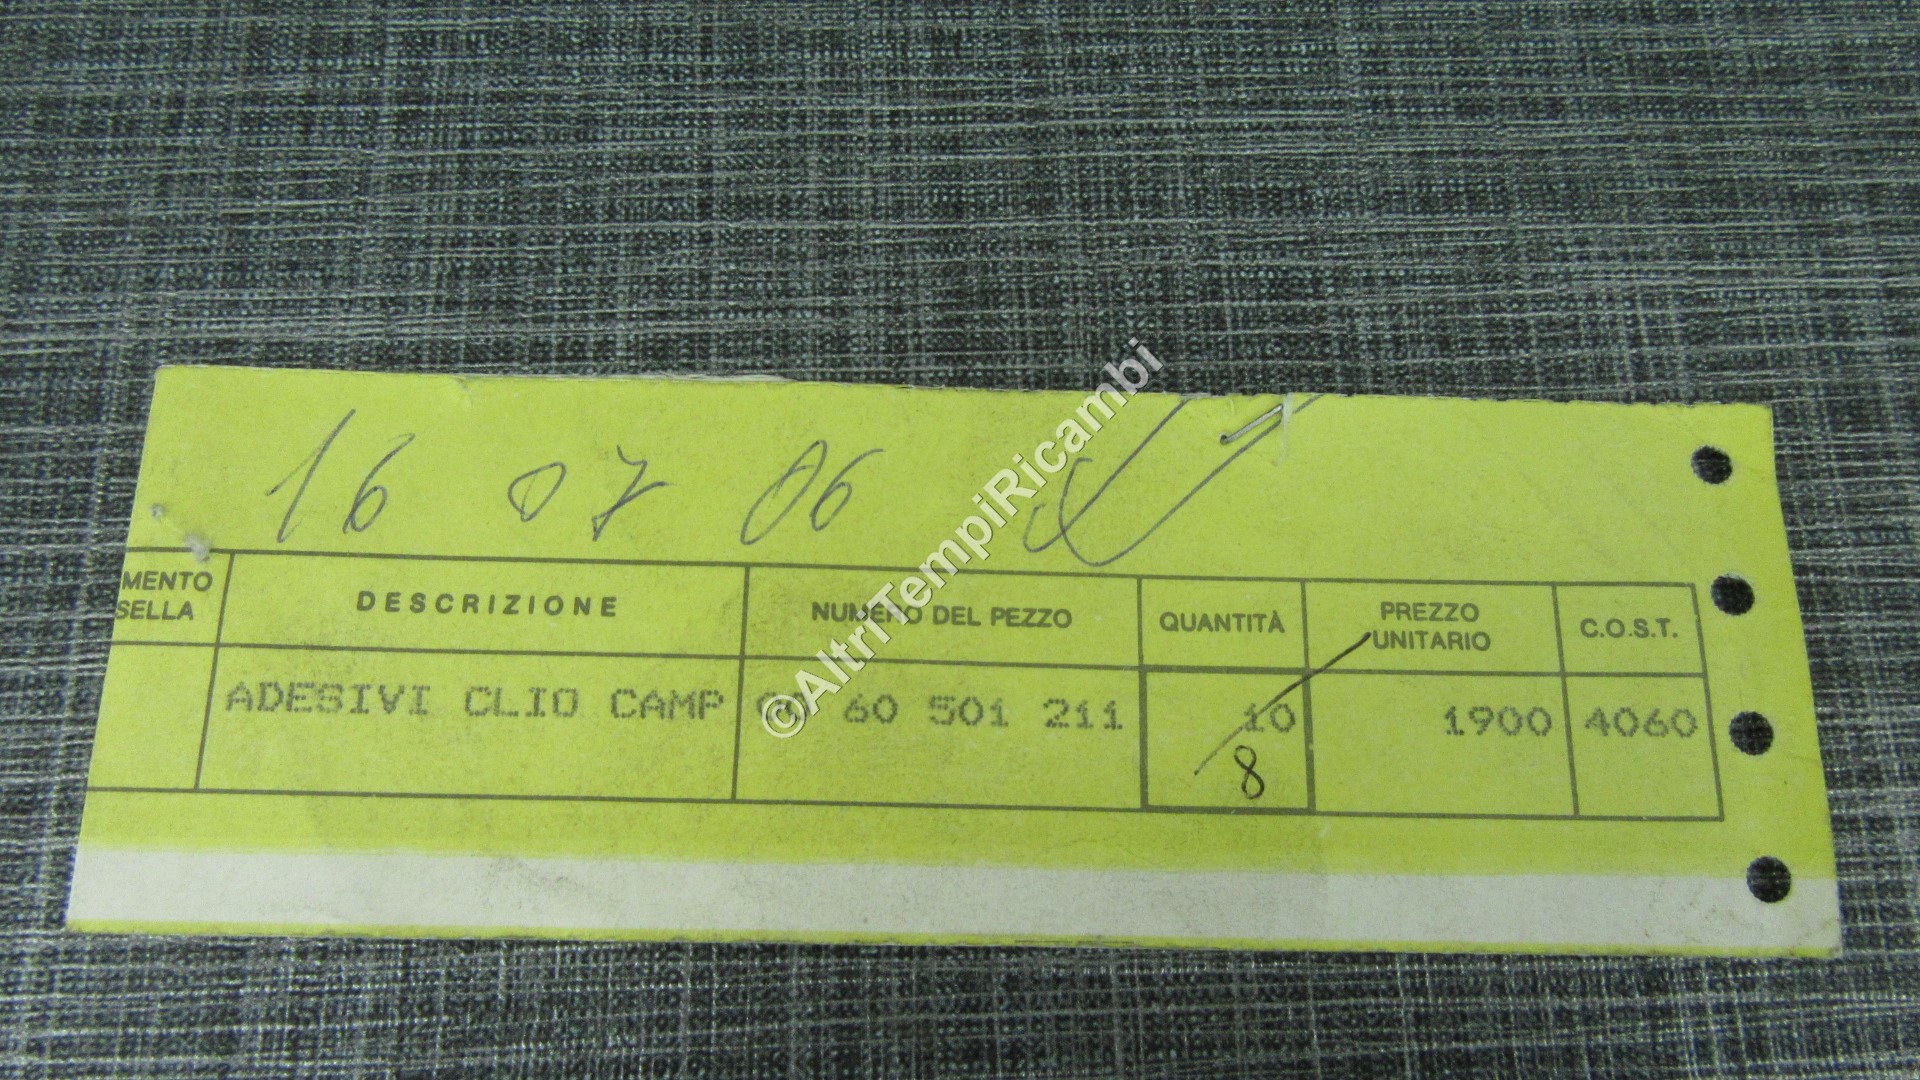 16 07 06
MENTO
SELLA
DESCRIZIONE
NUMERO DEL PEZZO
QUANTITÀ
PREZZO
UNITARIO
C.O.S.T.
ADESIVI CLIO CAMP
60 501 211
10
1900
4060
8
©AltriTempiRicambi